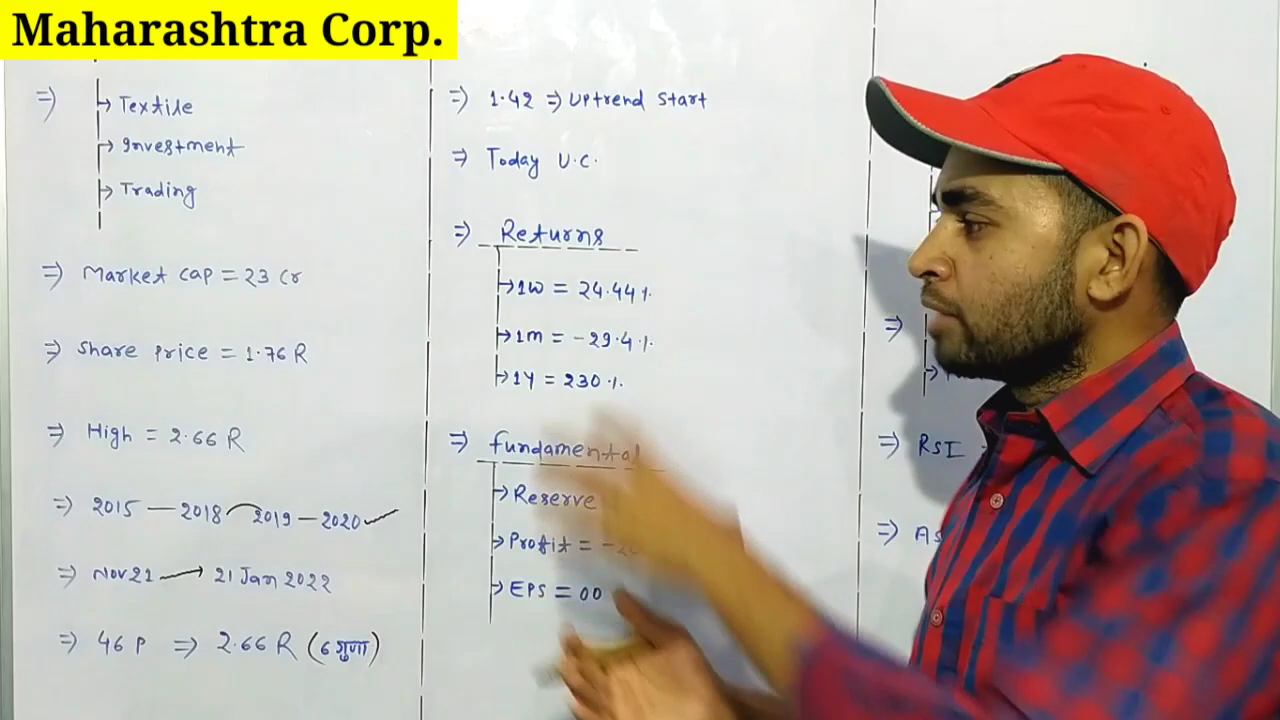 Maharashtra Corp.
⇒ Textile
Investment
Trading
⇒ Market cap = 23 Cr
⇒ Share price = 1.76 R
⇒ High = 2.66 R
⇒ 2015 — 2018 2019 — 2020
⇒ Nov 21 → 21 Jan 2022
⇒ 46 P ⇒ 2.66 R (6 गुणा)
⇒ 1.42 ⇒ Uptrend Start
⇒ Today U.C.
⇒ Returns
1W = 24.44 %
1m = -29.4 %
1Y = 230 %
⇒ fundamental
Reserve
Profit = -20
EPS = 00
⇒
⇒ RSI
⇒ AS